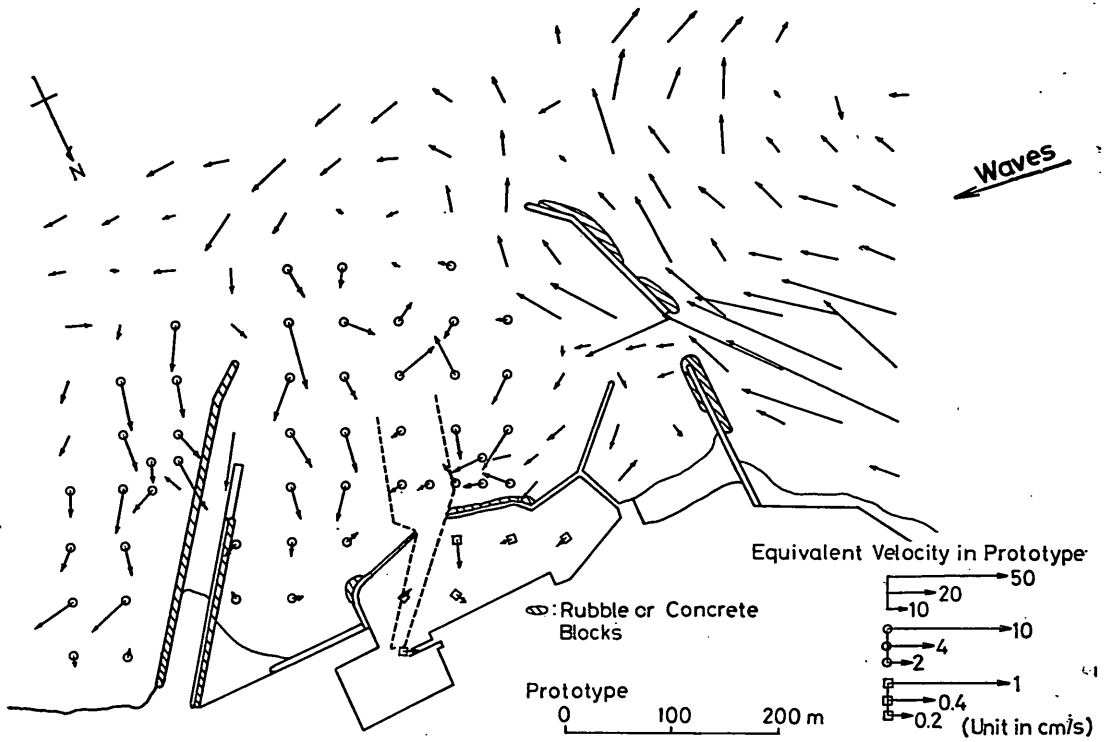 N
Waves
Equivalent Velocity in Prototype
50
20
10
10
4
2
1
0.4
0.2
(Unit in cm/s)
: Rubble or Concrete
Blocks
Prototype
0 100 200 m